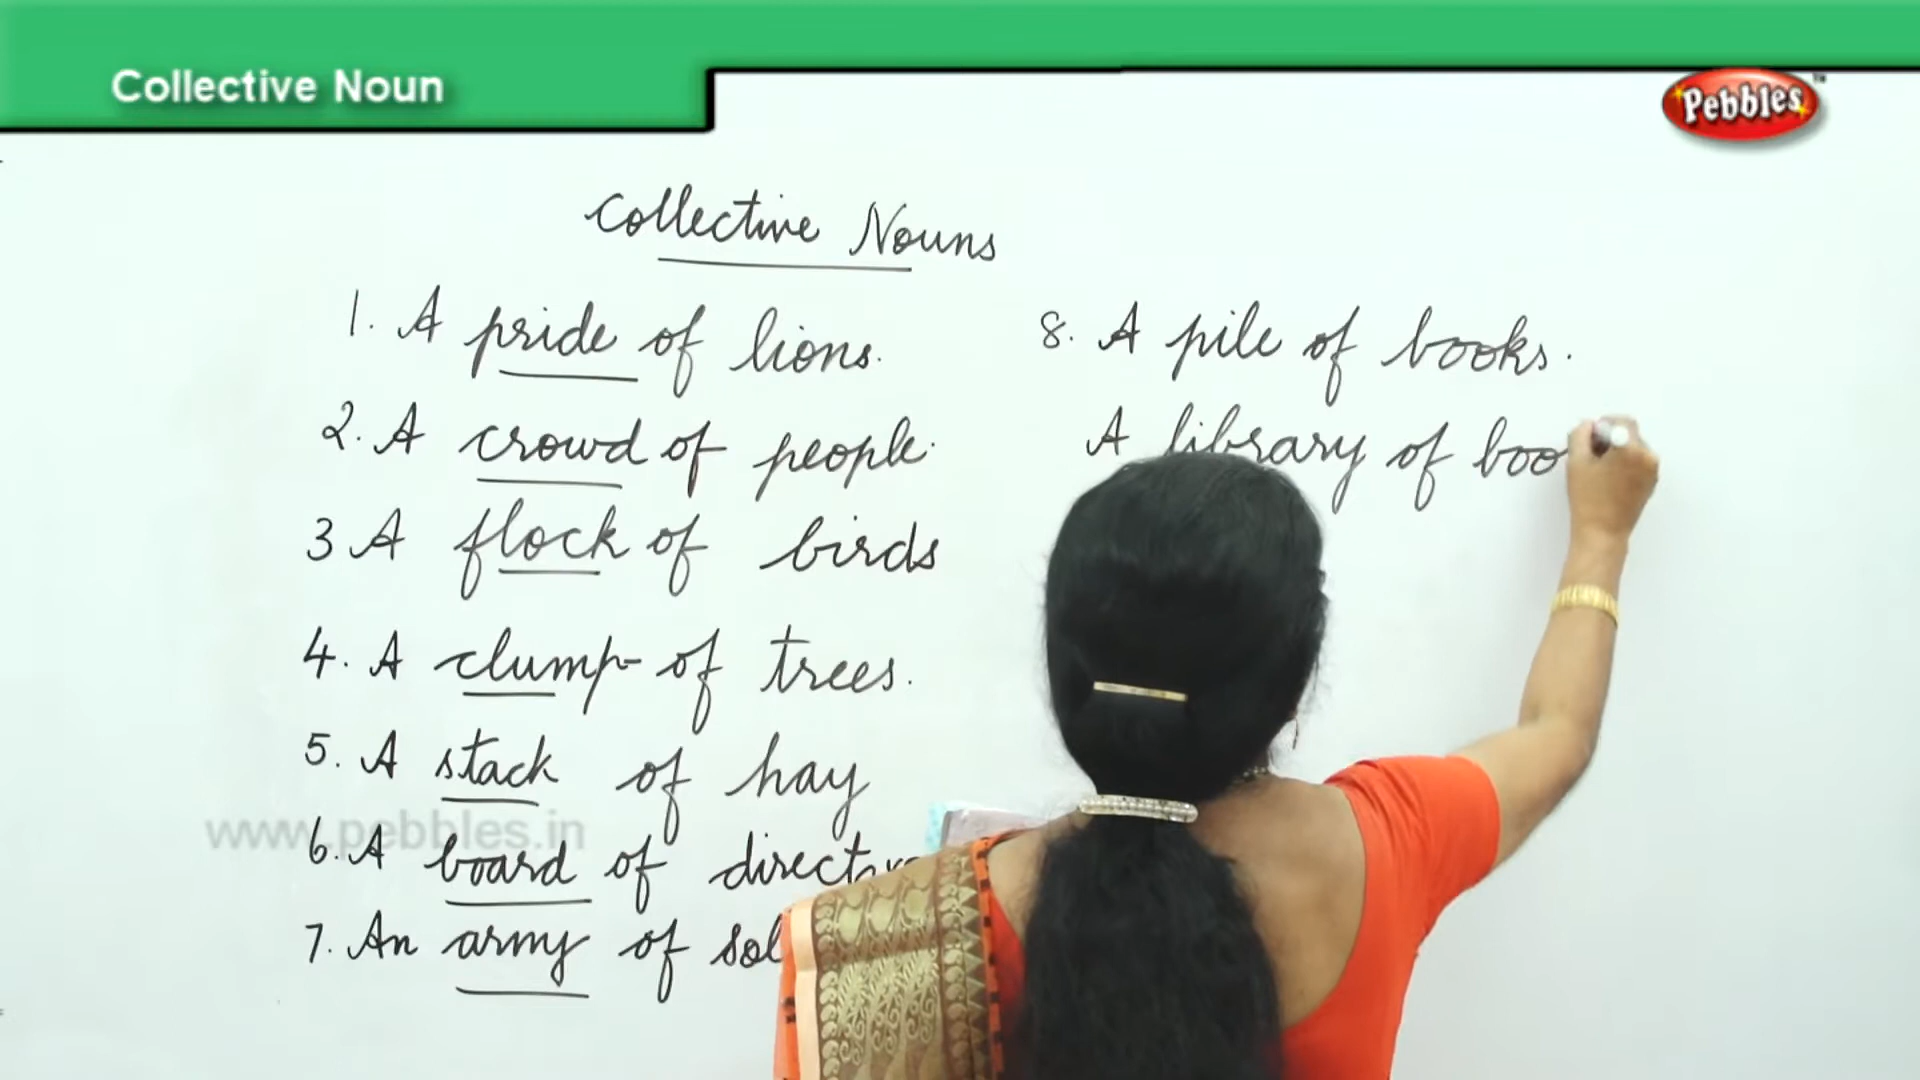 Collective Noun
Pebbles™
Collective Nouns
1. A pride of lions.
2. A crowd of people.
3 A flock of birds
4. A clump of trees.
5. A stack of hay
www.pebbles.in
6. A board of
7. An army of
8. A pile of books.
A library of